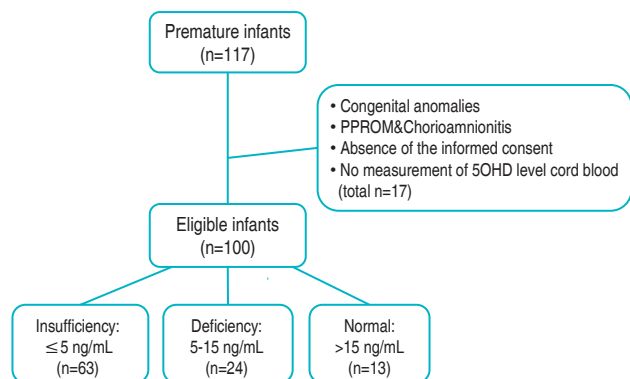 Premature infants
(n=117)
• Congenital anomalies
• PPROM&Chorioamnionitis
• Absence of the informed consent
• No measurement of 5OHD level cord blood
(total n=17)
Eligible infants
(n=100)
Insufficiency:
≤5 ng/mL
(n=63)
Deficiency:
5-15 ng/mL
(n=24)
Normal:
>15 ng/mL
(n=13)